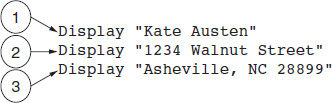 1
Display "Kate Austen"
2
Display "1234 Walnut Street"
Display "Asheville, NC 28899"
3